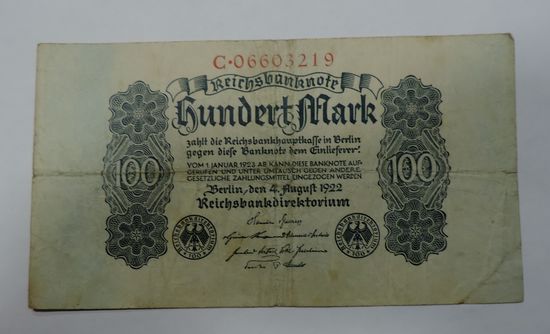 C·06603219
Reichsbanknote
Hundert Mark
zahlt die Reichsbankhauptkasse in Berlin
gegen diese Banknote dem Einlieferer.
VOM 1. JANUAR 1923 AB KANN DIESE BANKNOTE AUF-
GERUFEN UND UNTER UMTAUSCH GEGEN ANDERE
GESETZLICHE ZAHLUNGSMITTEL EINGEZOGEN WERDEN
100
100
Berlin, den 4. August 1922
Reichsbankdirektorium